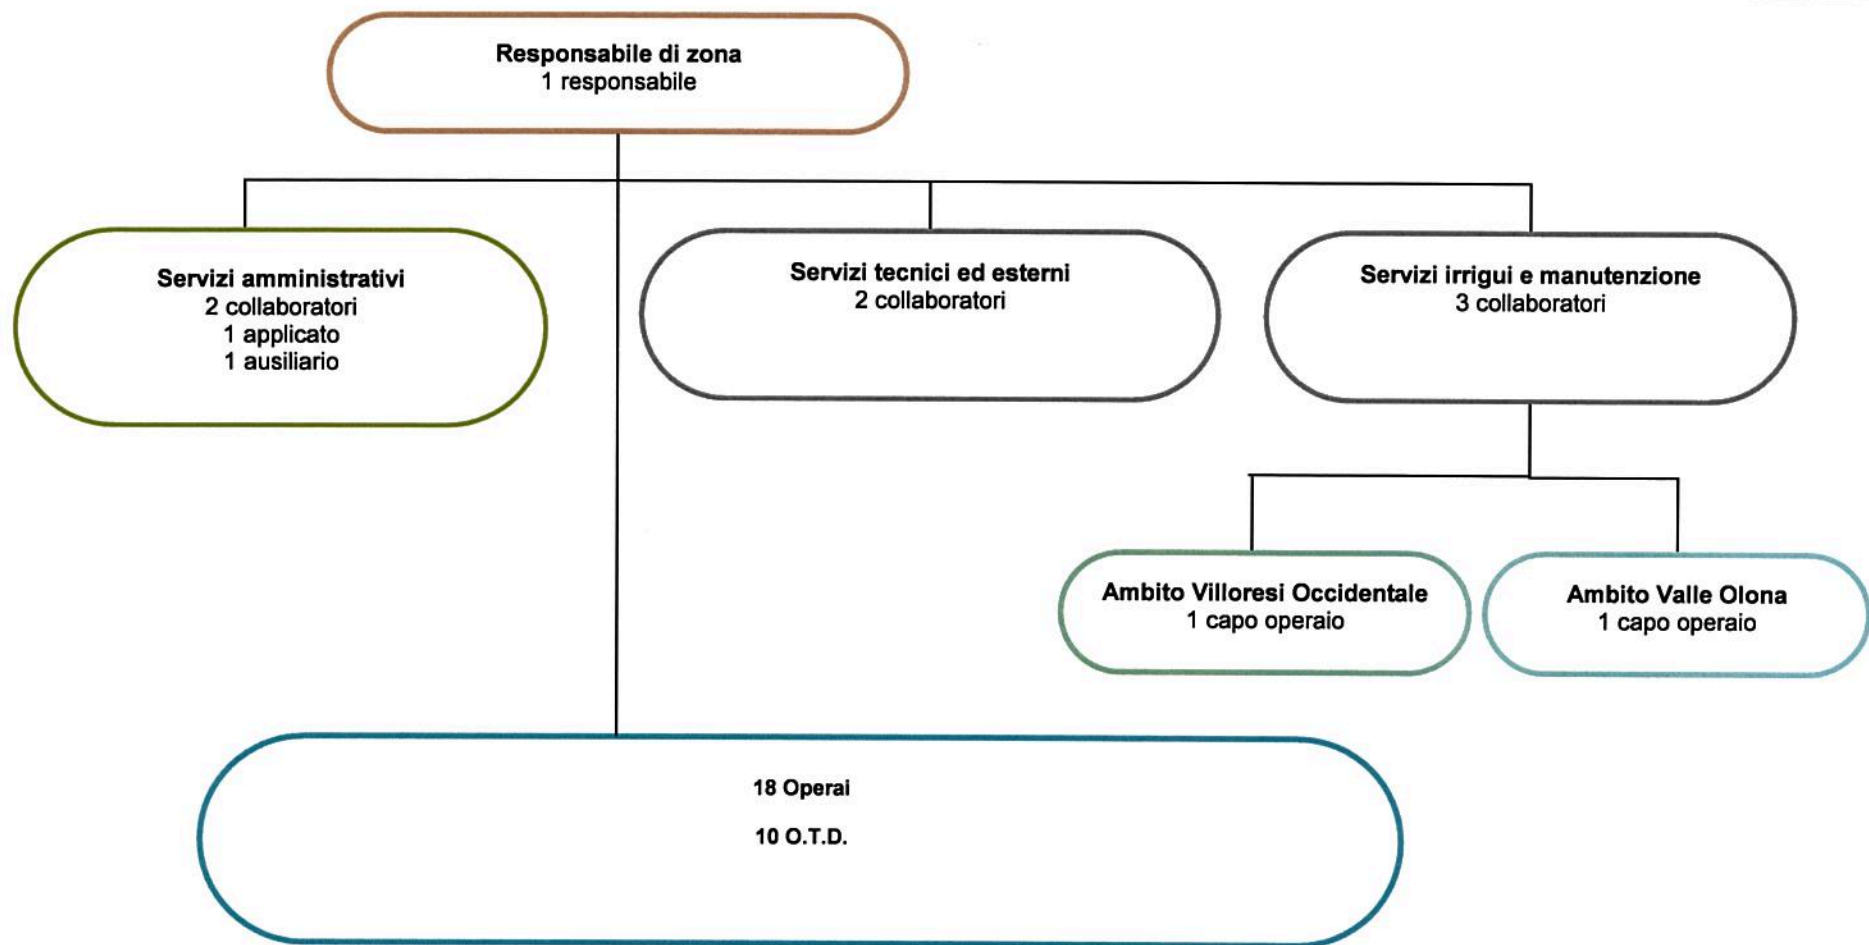 Responsabile di zona
1 responsabile
Servizi amministrativi
2 collaboratori
1 applicato
1 ausiliario
Servizi tecnici ed esterni
2 collaboratori
Servizi irrigui e manutenzione
3 collaboratori
Ambito Villoresi Occidentale
1 capo operaio
Ambito Valle Olona
1 capo operaio
18 Operai
10 O.T.D.